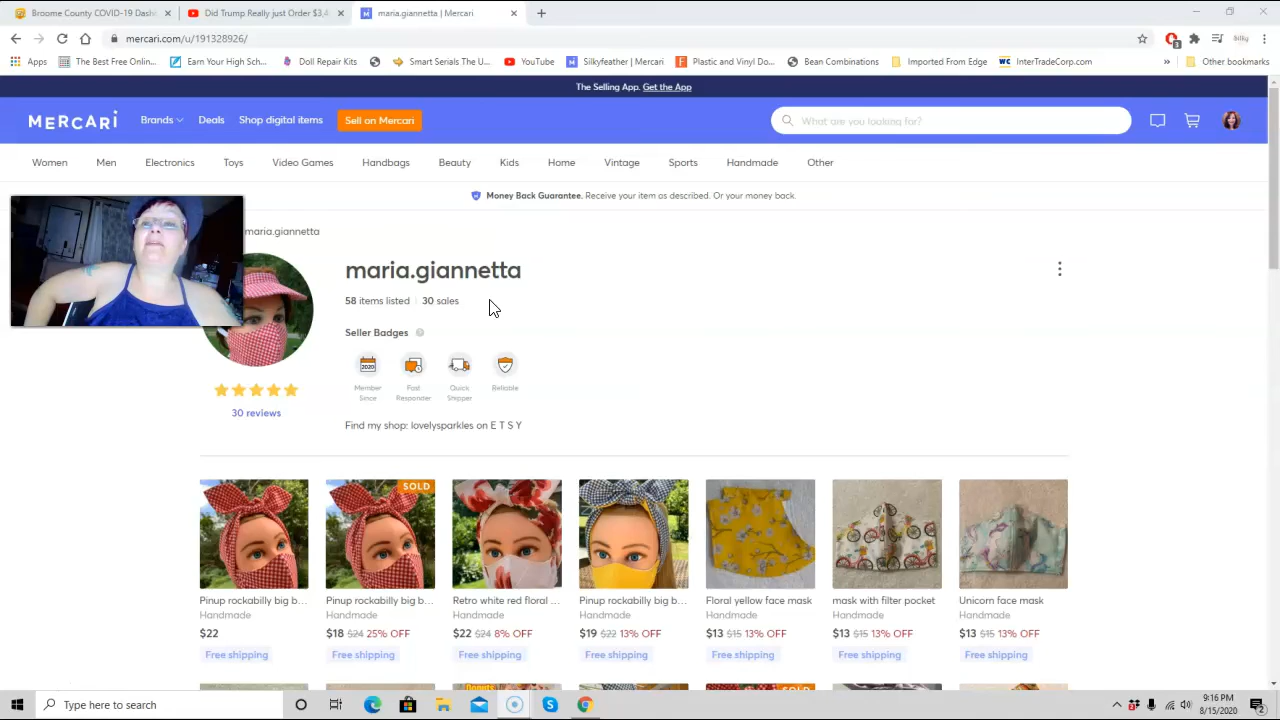 Broome County COVID-19 Dash
Did Trump Really just Order $3,4
maria.giannetta | Mercari
mercari.com/u/191328926/
3
Silky
Apps
The Best Free Onlin...
Earn Your High Sch...
Doll Repair Kits
Smart Serials The U...
YouTube
Silkyfeather | Mercari
Plastic and Vinyl Do...
Bean Combinations
Imported From Edge
WC InterTradeCorp.com
»
Other bookmarks
The Selling App. Get the App
MERCARI
Brands
Deals
Shop digital items
Sell on Mercari
What are you looking for?
Women
Men
Electronics
Toys
Video Games
Handbags
Beauty
Kids
Home
Vintage
Sports
Handmade
Other
Money Back Guarantee. Receive your item as described. Or your money back.
maria.giannetta
maria.giannetta
58 items listed | 30 sales
Seller Badges ?
2020
Member Since
Fast Responder
Quick Shipper
Reliable
30 reviews
Find my shop: lovelysparkles on E T S Y
Pinup rockabilly big b...
Handmade
$22
Free shipping
SOLD
Pinup rockabilly big b...
Handmade
$18 $24 25% OFF
Free shipping
Retro white red floral ...
Handmade
$22 $24 8% OFF
Free shipping
Pinup rockabilly big b...
Handmade
$19 $22 13% OFF
Free shipping
Floral yellow face mask
Handmade
$13 $15 13% OFF
Free shipping
mask with filter pocket
Handmade
$13 $15 13% OFF
Free shipping
Unicorn face mask
Handmade
$13 $15 13% OFF
Free shipping
Donuts
SOLD
Type here to search
9:16 PM
8/15/2020
2